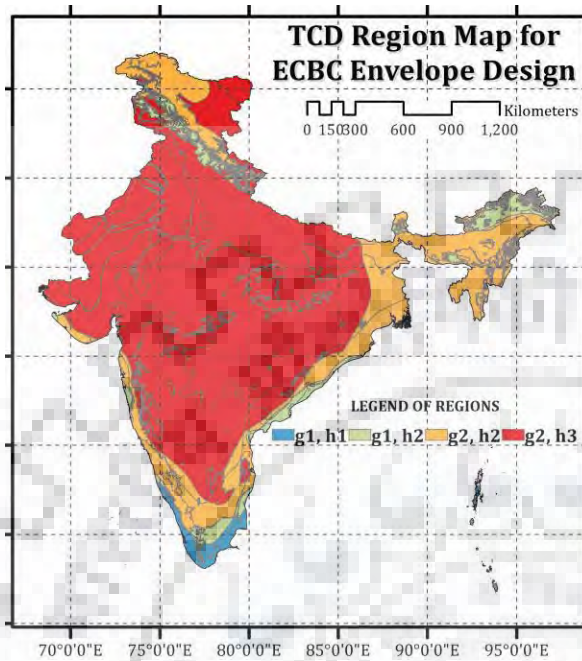 TCD Region Map for
ECBC Envelope Design
Kilometers
0 150300 600 900 1,200
LEGEND OF REGIONS
g1, h1 g1, h2 g2, h2 g2, h3
70°0'0"E 75°0'0"E 80°0'0"E 85°0'0"E 90°0'0"E 95°0'0"E